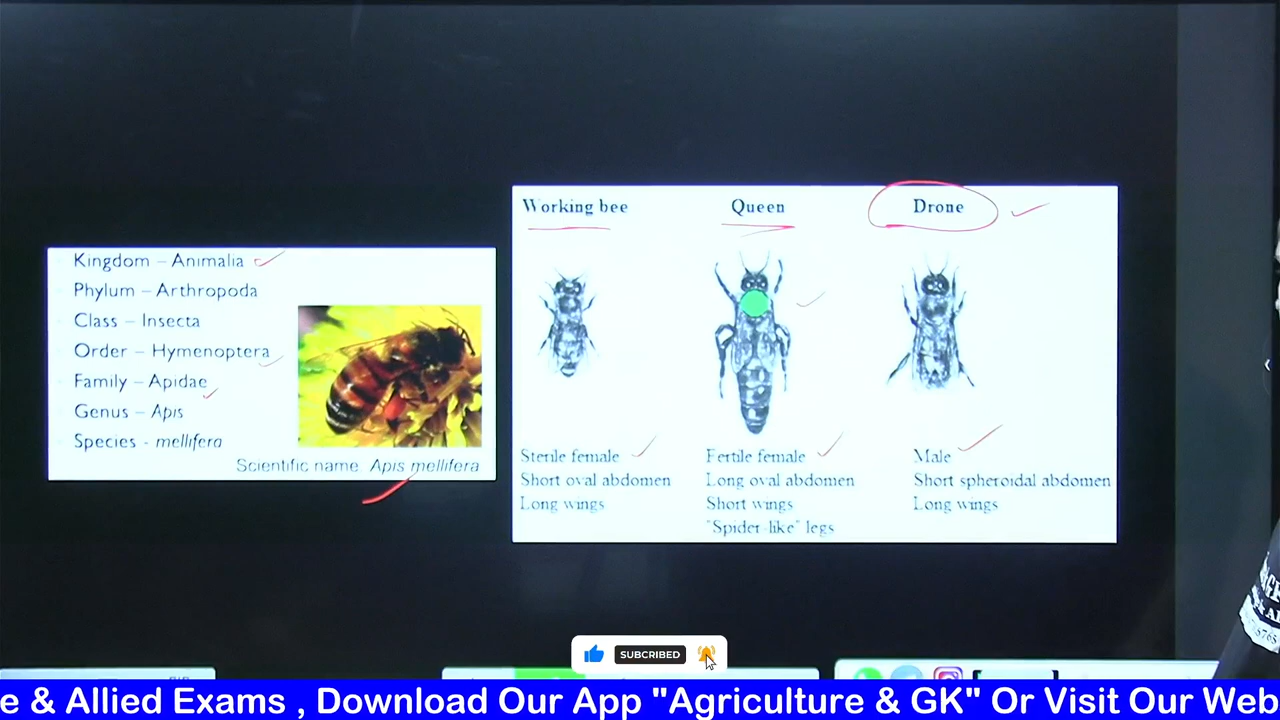 Kingdom – Animalia
Phylum – Arthropoda
Class – Insecta
Order – Hymenoptera
Family – Apidae
Genus – Apis
Species - mellifera
Scientific name Apis mellifera
Working bee
Queen
Drone
Sterile female
Short oval abdomen
Long wings
Fertile female
Long oval abdomen
Short wings
"Spider-like" legs
Male
Short spheroidal abdomen
Long wings
SUBCRIBED
e & Allied Exams , Download Our App "Agriculture & GK" Or Visit Our Web